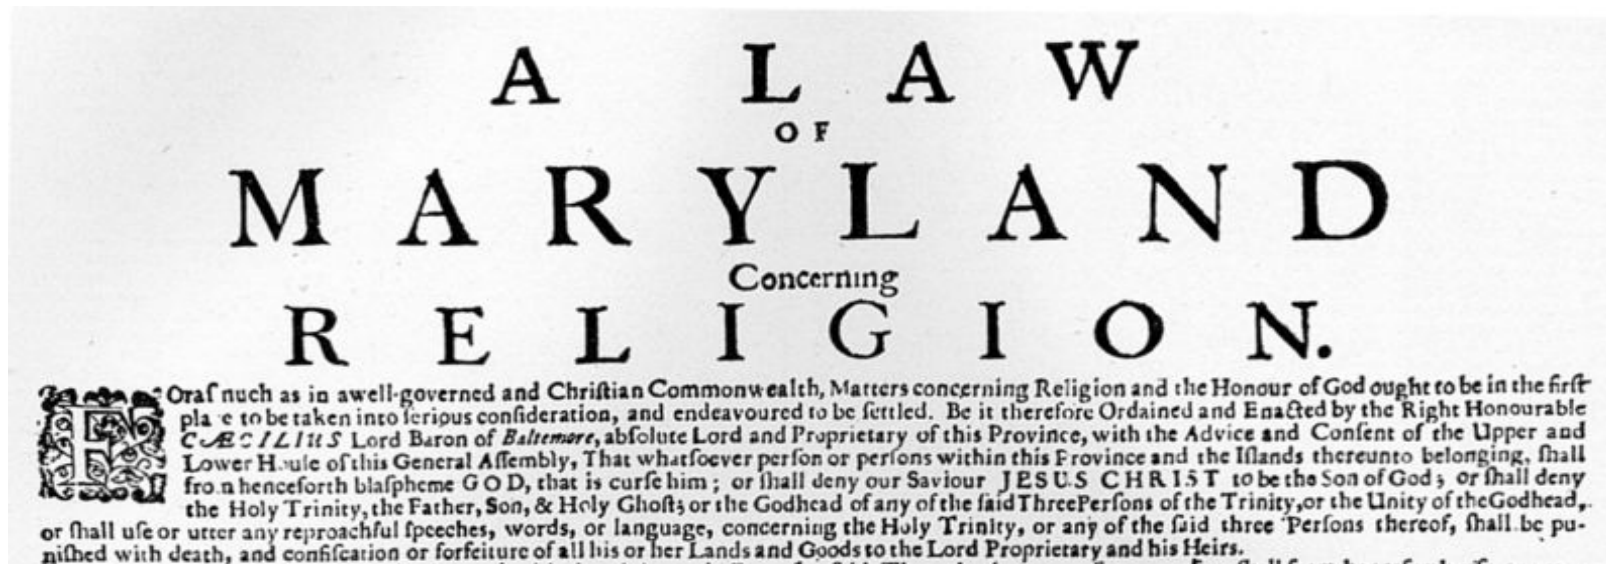 A LAW
OF
MARYLAND
Concerning
RELIGION.
FOraſmuch as in a well-governed and Chriſtian Commonwealth, Matters concerning Religion and the Honour of God ought to be in the firſt
place to be taken into ſerious conſideration, and endeavoured to be ſettled. Be it therefore Ordained and Enacted by the Right Honourable
CÆCILIUS Lord Baron of Baltemore, abſolute Lord and Proprietary of this Province, with the Advice and Conſent of the Upper and
Lower Houſe of this General Aſſembly, That whatſoever perſon or perſons within this Province and the Iſlands thereunto belonging, ſhall
from henceforth blaſpheme GOD, that is curſe him; or ſhall deny our Saviour JESUS CHRIST to be the Son of God; or ſhall deny
the Holy Trinity, the Father, Son, & Holy Ghoſt; or the Godhead of any of the ſaid Three Perſons of the Trinity, or the Unity of the Godhead,
or ſhall uſe or utter any reproachful ſpeeches, words, or language, concerning the Holy Trinity, or any of the ſaid three Perſons thereof, ſhall be pu-
niſhed with death, and confiſcation or forfeiture of all his or her Lands and Goods to the Lord Proprietary and his Heirs.